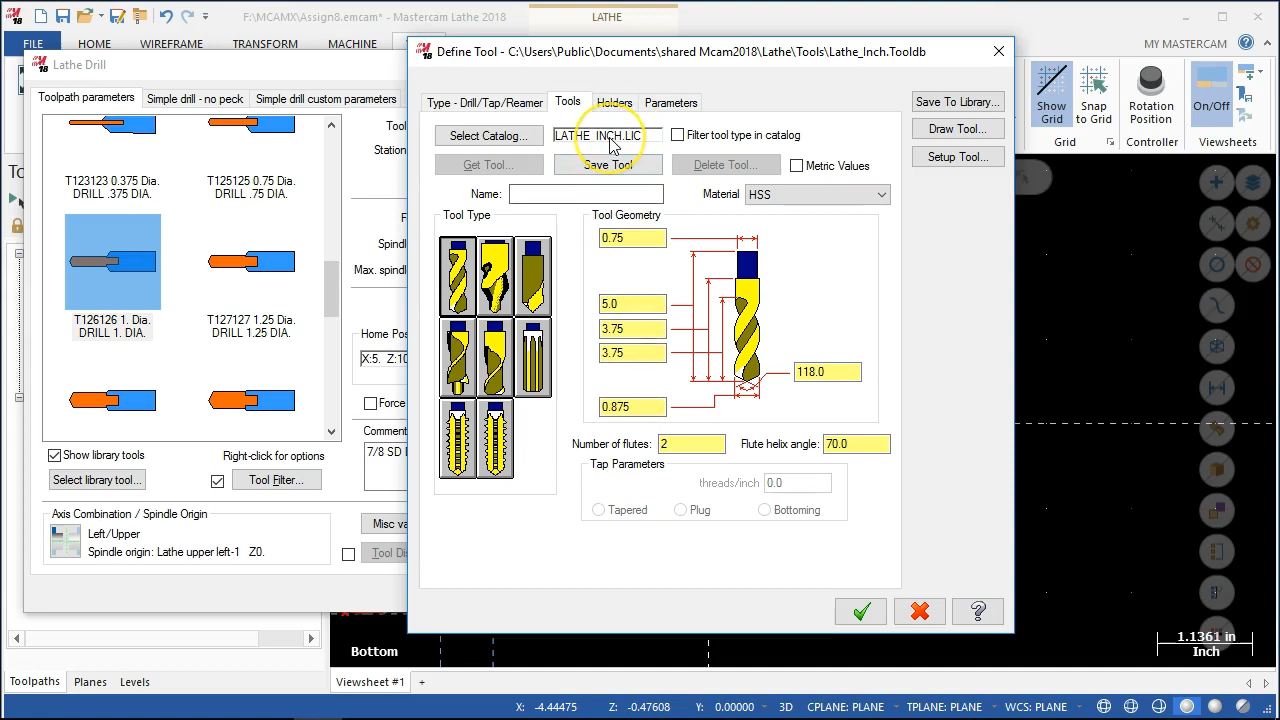 F:\MCAMX\Assign8.emcam* - Mastercam Lathe 2018
LATHE
FILE
HOME
WIREFRAME
TRANSFORM
MACHINE
MY MASTERCAM
Lathe Drill
Toolpath parameters
Simple drill - no peck
Simple drill custom parameters
T123123 0.375 Dia.
DRILL .375 DIA.
T125125 0.75 Dia.
DRILL .75 DIA.
T126126 1. Dia.
DRILL 1. DIA.
T127127 1.25 Dia.
DRILL 1.25 DIA.
Show library tools
Right-click for options
Select library tool...
Tool Filter...
Axis Combination / Spindle Origin
Left/Upper
Spindle origin: Lathe upper left-1 Z0.
Too
Station
F
Spindl
Max. spindl
Home Pos
X:5. Z:10
Force
Comment
7/8 SD
Misc va
Tool Di
Define Tool - C:\Users\Public\Documents\shared Mcam2018\Lathe\Tools\Lathe_Inch.Tooldb
Type - Drill/Tap/Reamer
Tools
Holders
Parameters
Select Catalog...
LATHE_INCH.LIC
Filter tool type in catalog
Get Tool...
Save Tool
Delete Tool...
Metric Values
Name:
Material
HSS
Tool Type
Tool Geometry
0.75
5.0
3.75
3.75
118.0
0.875
Number of flutes:
2
Flute helix angle:
70.0
Tap Parameters
threads/inch
0.0
Tapered
Plug
Bottoming
Save To Library...
Draw Tool...
Setup Tool...
Show
Grid
Snap
to Grid
Grid
Rotation
Position
Controller
On/Off
Viewsheets
Bottom
1.1361 in
Inch
Toolpaths
Planes
Levels
Viewsheet #1
X: -4.44475
Z: -0.47608
Y: 0.00000
3D
CPLANE: PLANE
TPLANE: PLANE
WCS: PLANE